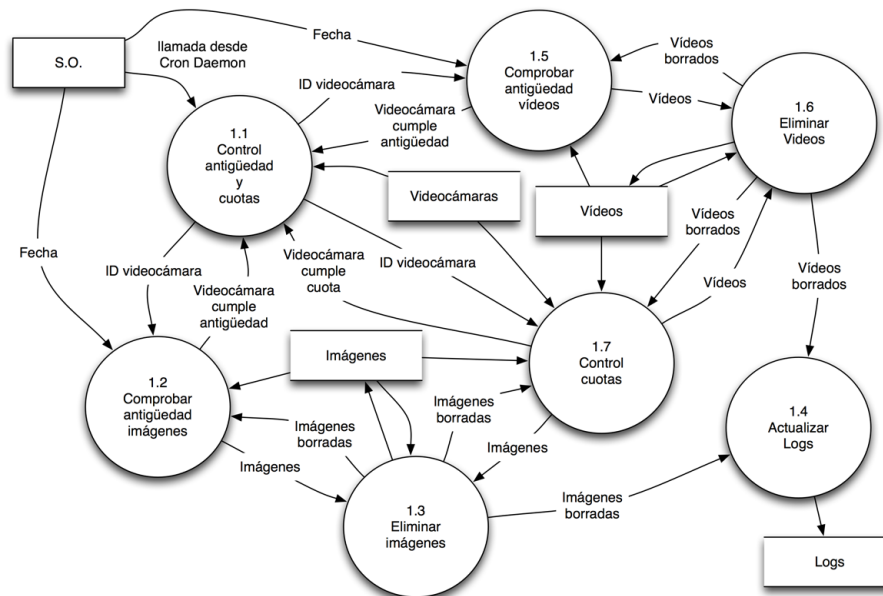 S.O.
llamada desde
Cron Daemon
Fecha
ID videocámara
1.5
Comprobar
antigüedad
vídeos
Vídeos
borrados
Vídeos
1.6
Eliminar
Videos
Videocámara
cumple
antigüedad
1.1
Control
antigüedad
y
cuotas
Videocámaras
Vídeos
Vídeos
borrados
Fecha
ID videocámara
Videocámara
cumple
antigüedad
Videocámara
cumple
cuota
ID videocámara
Vídeos
Vídeos
borrados
Imágenes
1.7
Control
cuotas
1.2
Comprobar
antigüedad
imágenes
Imágenes
borradas
Imágenes
Imágenes
borradas
Imágenes
1.4
Actualizar
Logs
1.3
Eliminar
imágenes
Imágenes
borradas
Logs